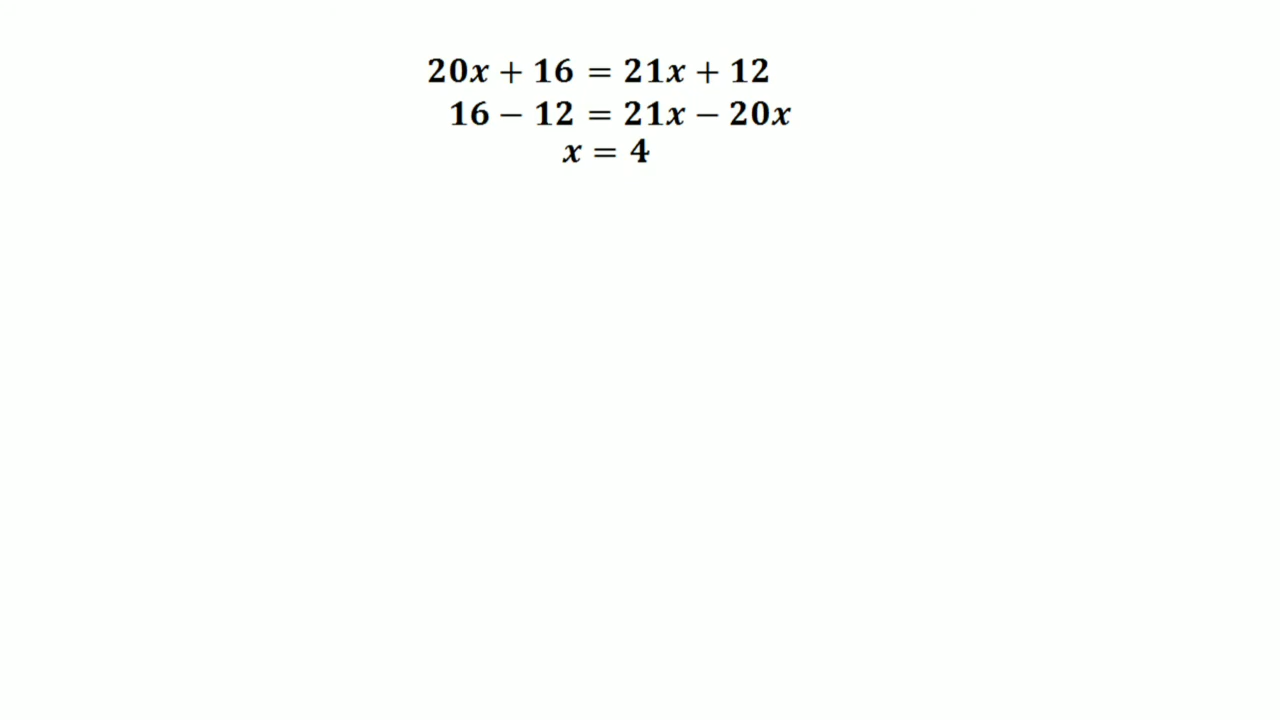 20x + 16 = 21x + 12
16 − 12 = 21x − 20x
x = 4